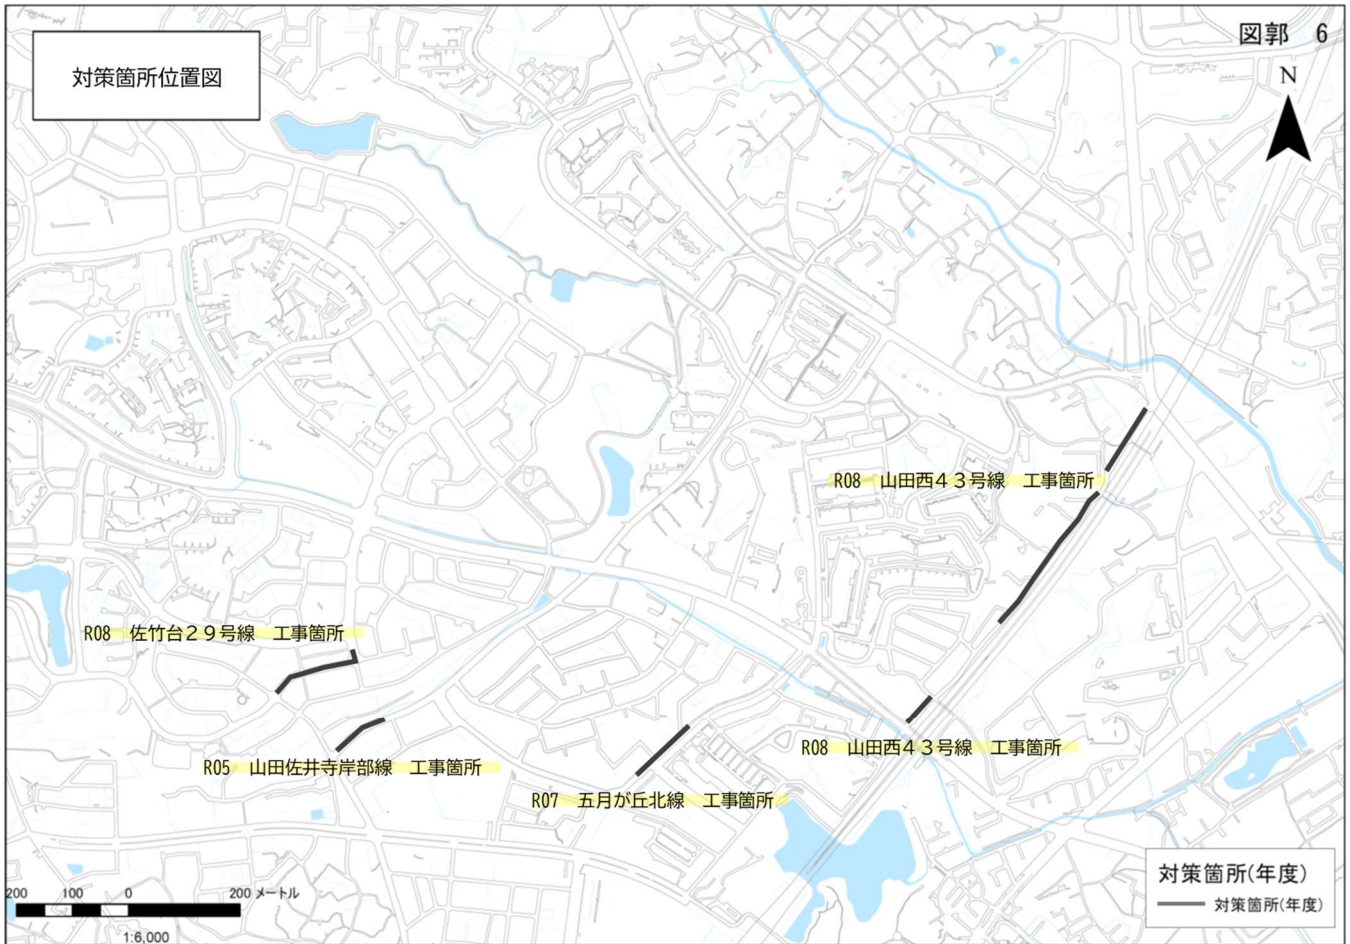 図郭　6
対策箇所位置図
N
R08　山田西４３号線　工事箇所
R08　佐竹台２９号線　工事箇所
R08　山田西４３号線　工事箇所
R05　山田佐井寺岸部線　工事箇所
R07　五月が丘北線　工事箇所
対策箇所(年度)
対策箇所(年度)
200 100 0 200 メートル
1:6,000